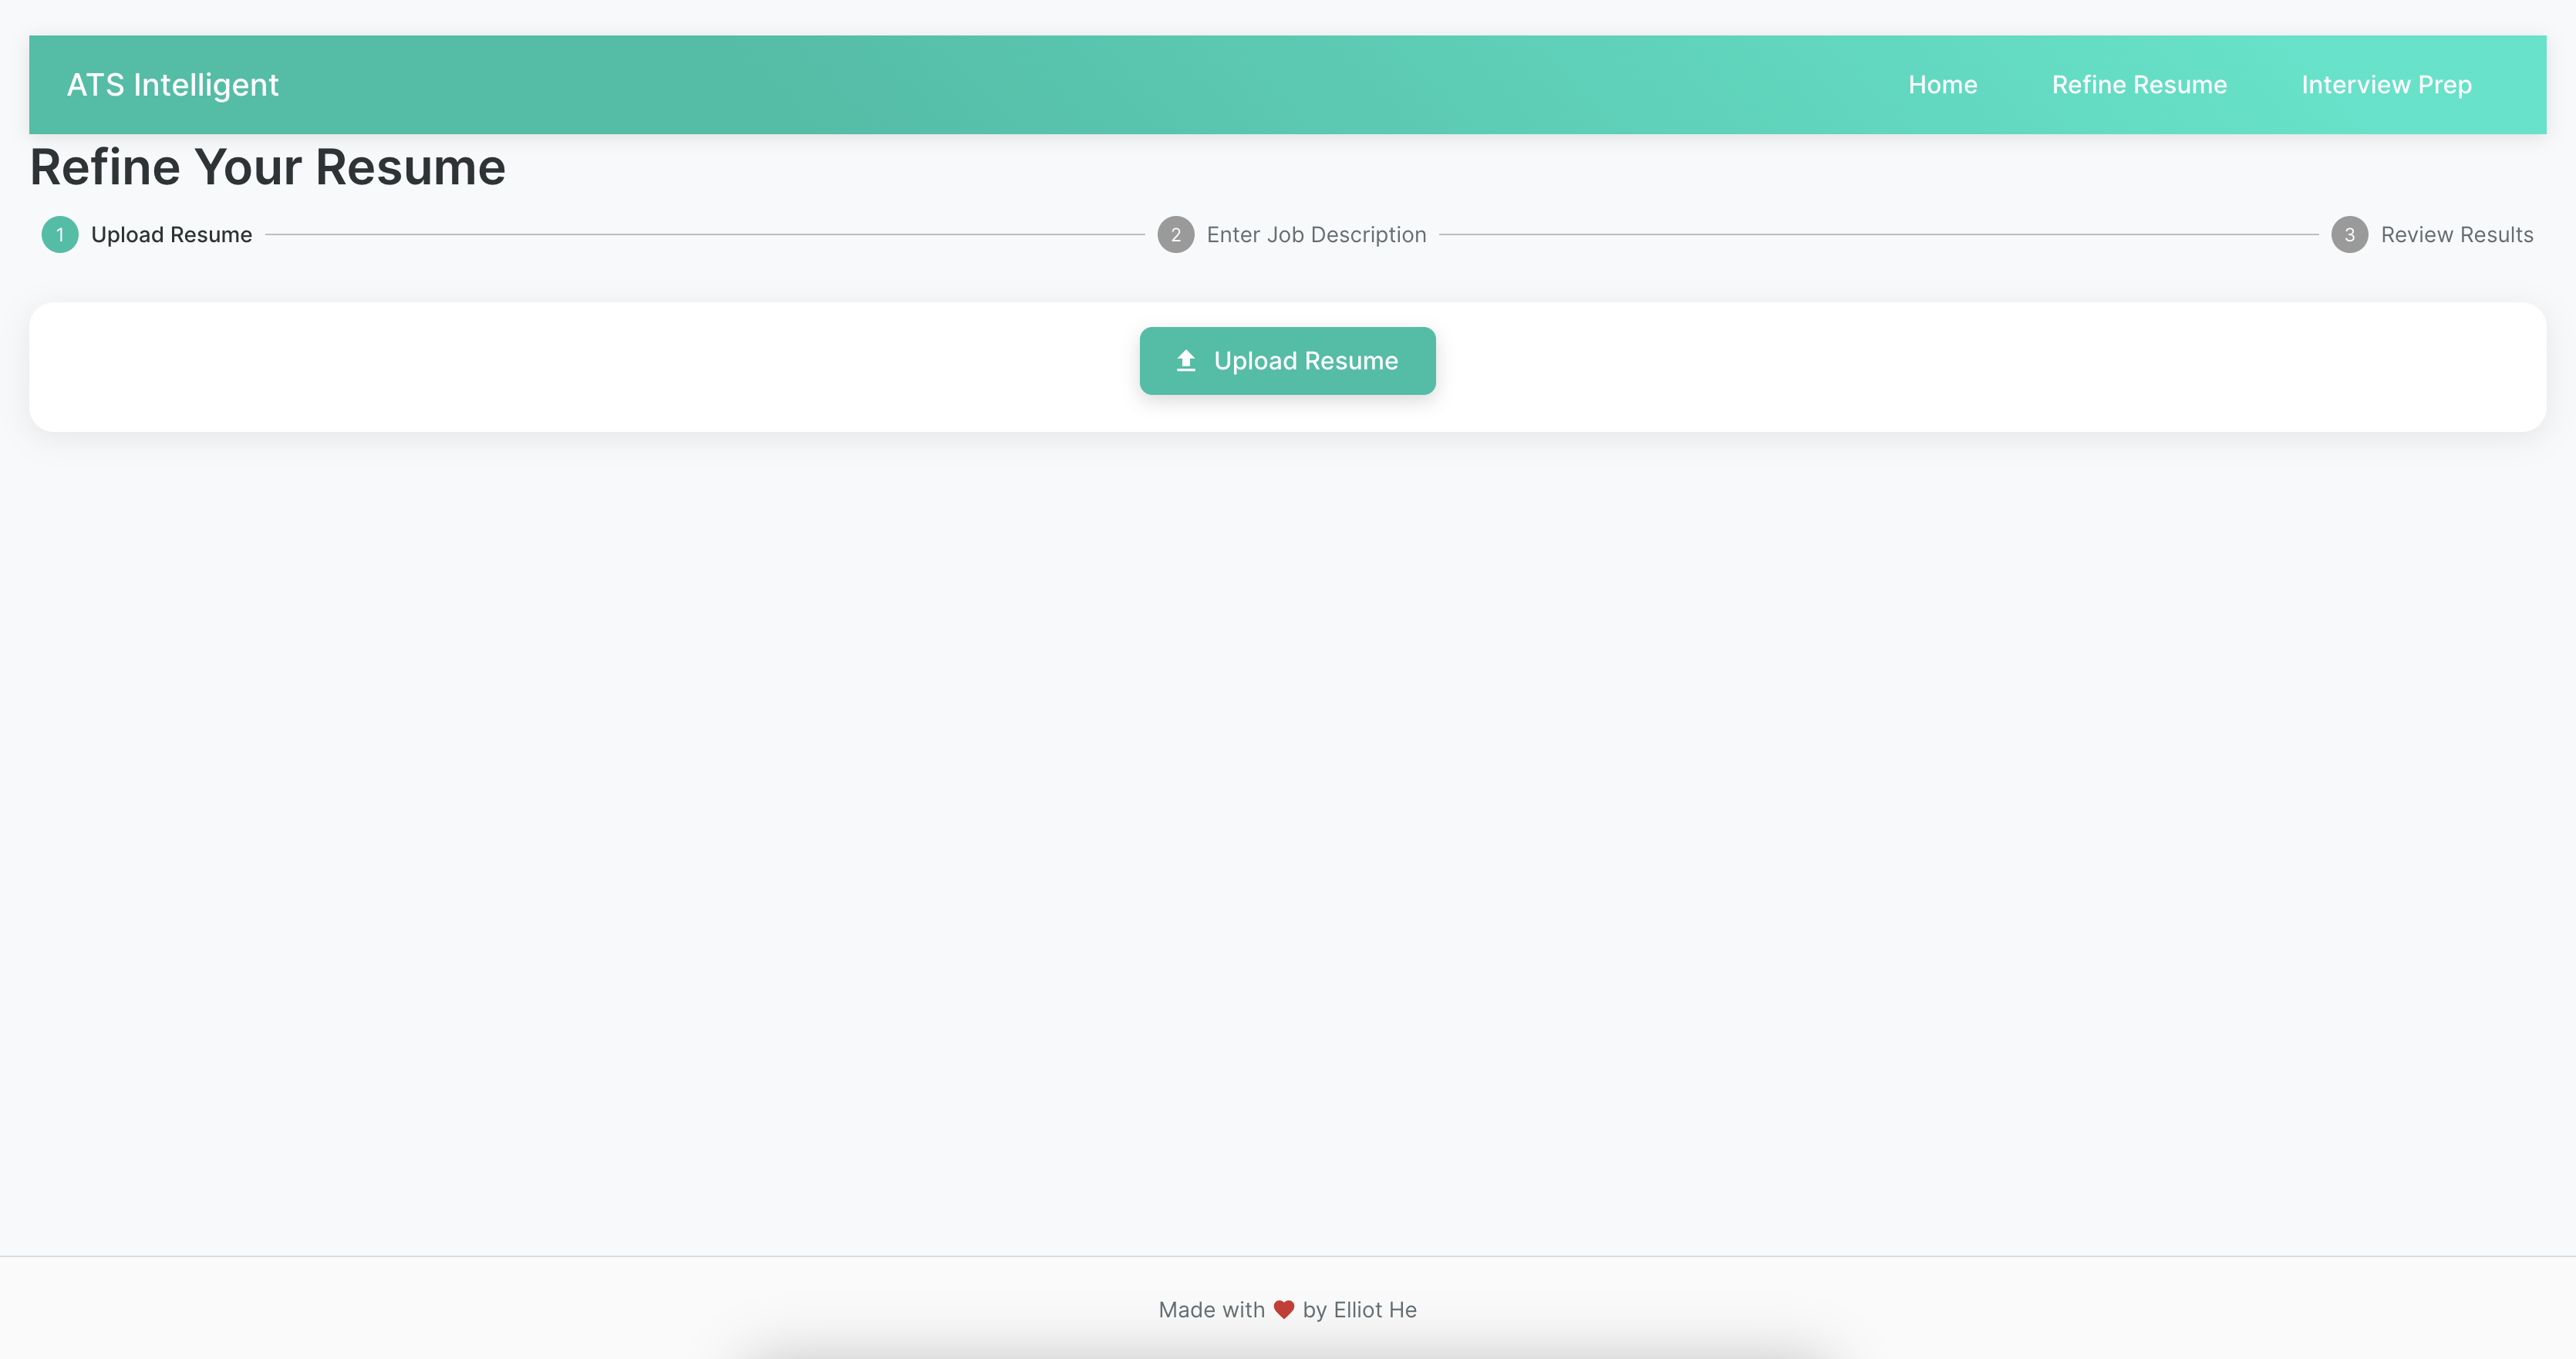 ATS Intelligent
Home Refine Resume Interview Prep
Refine Your Resume
1 Upload Resume 2 Enter Job Description 3 Review Results
Upload Resume
Made with ❤ by Elliot He